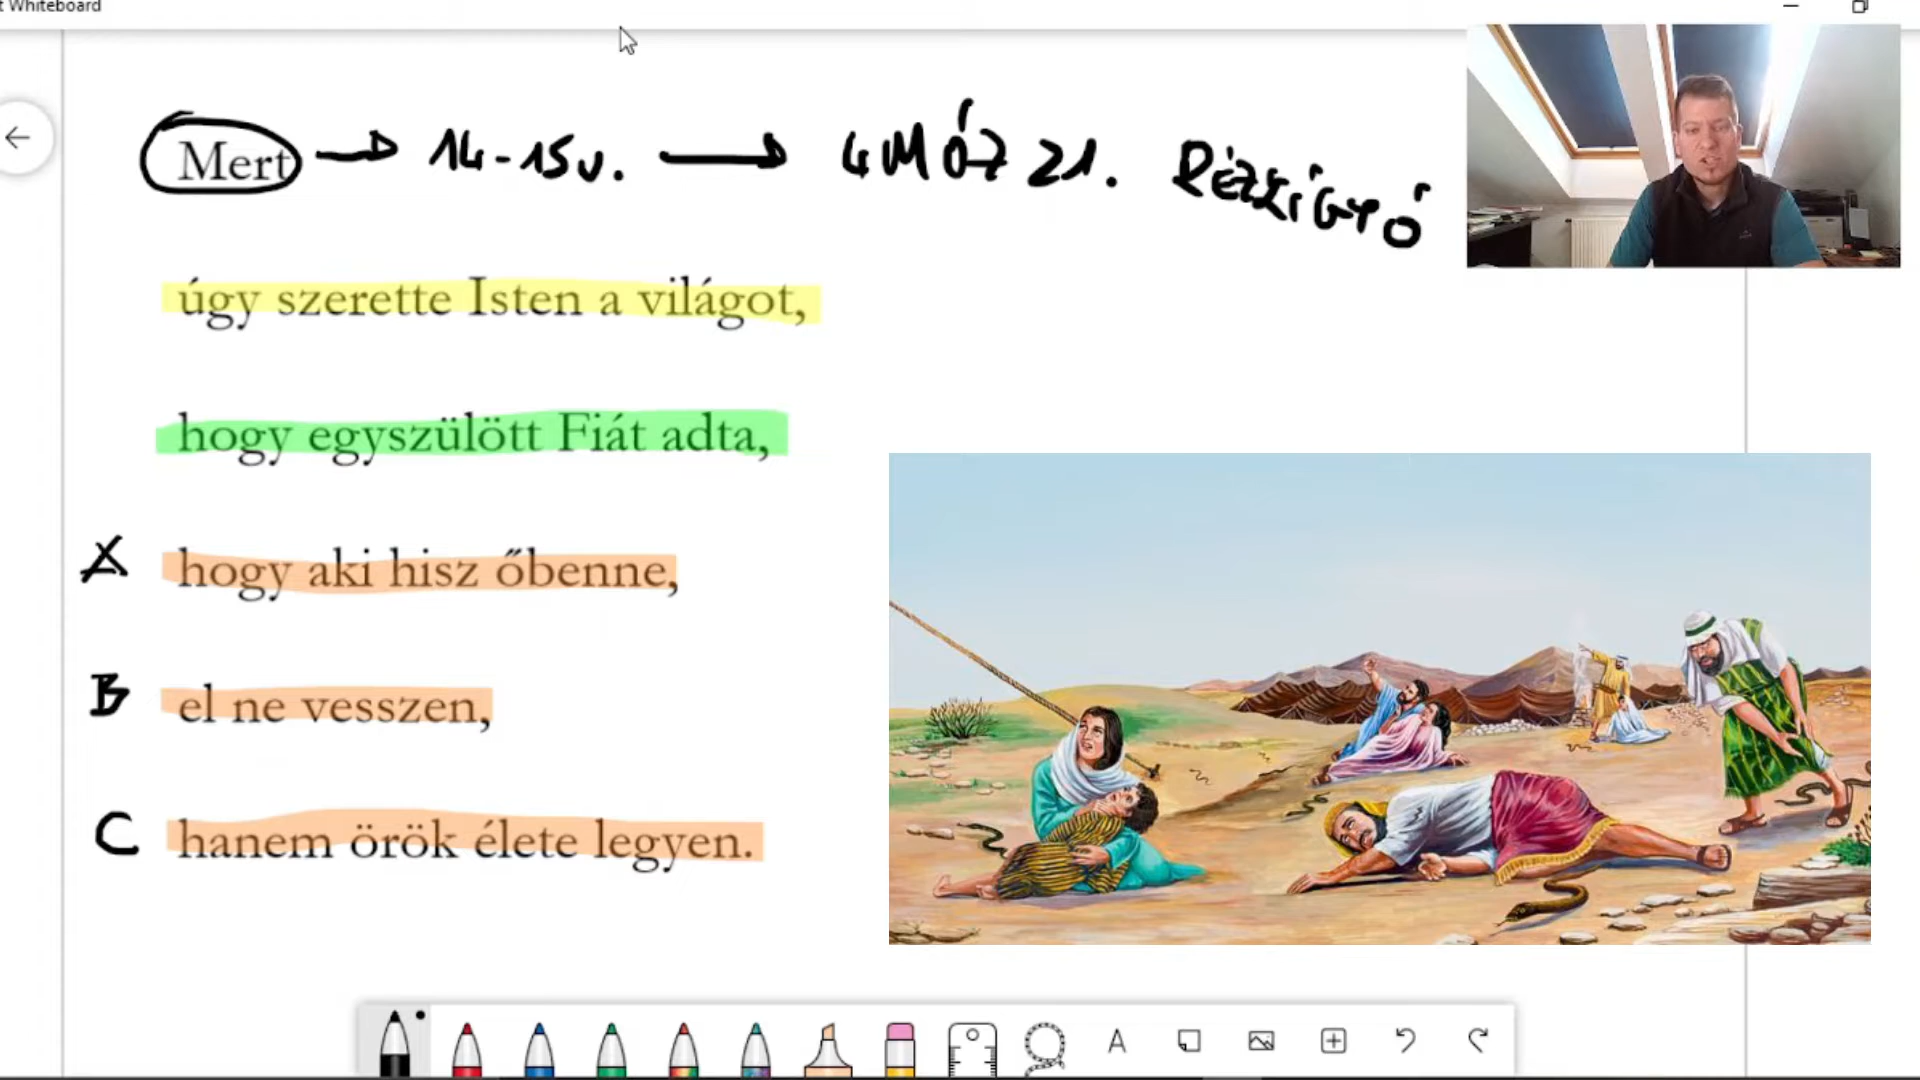 t Whiteboard
Mert 14-15v. 4MÓZ 21. RÉZKÍGYÓ
úgy szerette Isten a világot,
hogy egyszülött Fiát adta,
A hogy aki hisz őbenne,
B el ne vesszen,
C hanem örök élete legyen.
A